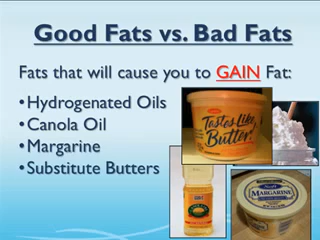 Good Fats vs. Bad Fats
Fats that will cause you to GAIN Fat:
•Hydrogenated Oils
•Canola Oil
•Margarine
•Substitute Butters
Tastes Like
Butter!
MARGARINE